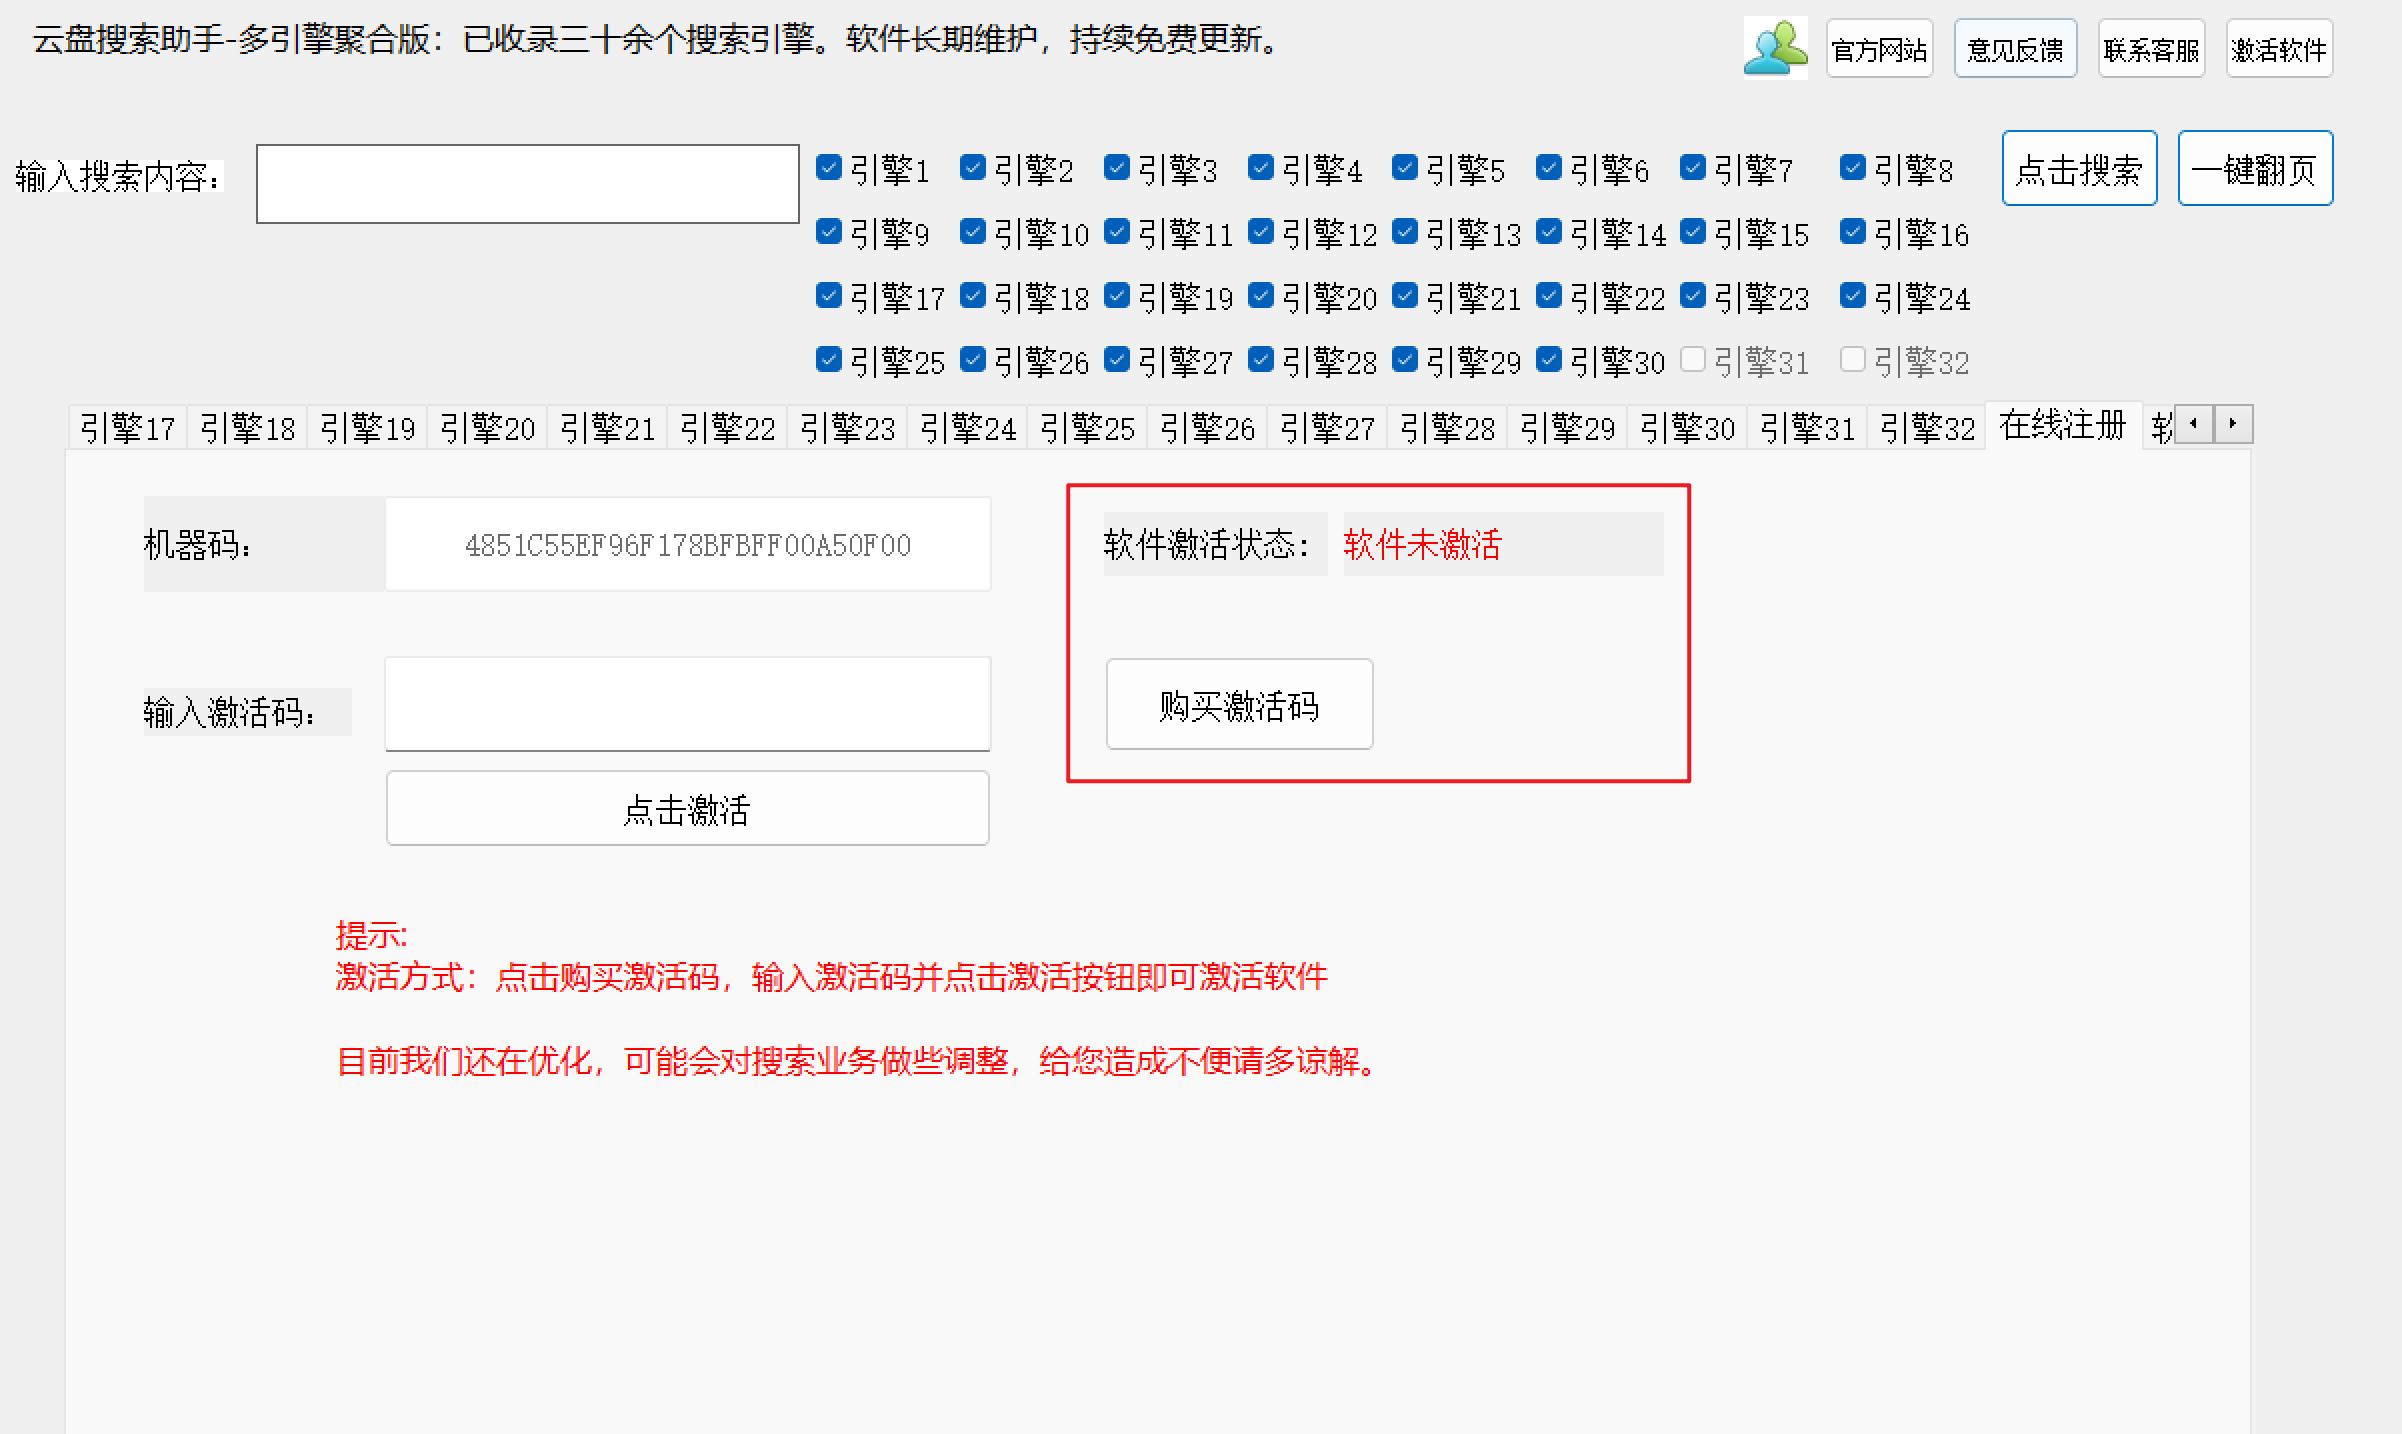 云盘搜索助手-多引擎聚合版：已收录三十余个搜索引擎。软件长期维护，持续免费更新。
官方网站 意见反馈 联系客服 激活软件
输入搜索内容：
引擎1 引擎2 引擎3 引擎4 引擎5 引擎6 引擎7 引擎8
点击搜索 一键翻页
引擎9 引擎10 引擎11 引擎12 引擎13 引擎14 引擎15 引擎16
引擎17 引擎18 引擎19 引擎20 引擎21 引擎22 引擎23 引擎24
引擎25 引擎26 引擎27 引擎28 引擎29 引擎30 引擎31 引擎32
引擎17 引擎18 引擎19 引擎20 引擎21 引擎22 引擎23 引擎24 引擎25 引擎26 引擎27 引擎28 引擎29 引擎30 引擎31 引擎32 在线注册
机器码： 4851C55EF96F178BFBFF00A50F00
软件激活状态： 软件未激活
输入激活码：
购买激活码
点击激活
提示:
激活方式：点击购买激活码，输入激活码并点击激活按钮即可激活软件
目前我们还在优化，可能会对搜索业务做些调整，给您造成不便请多谅解。